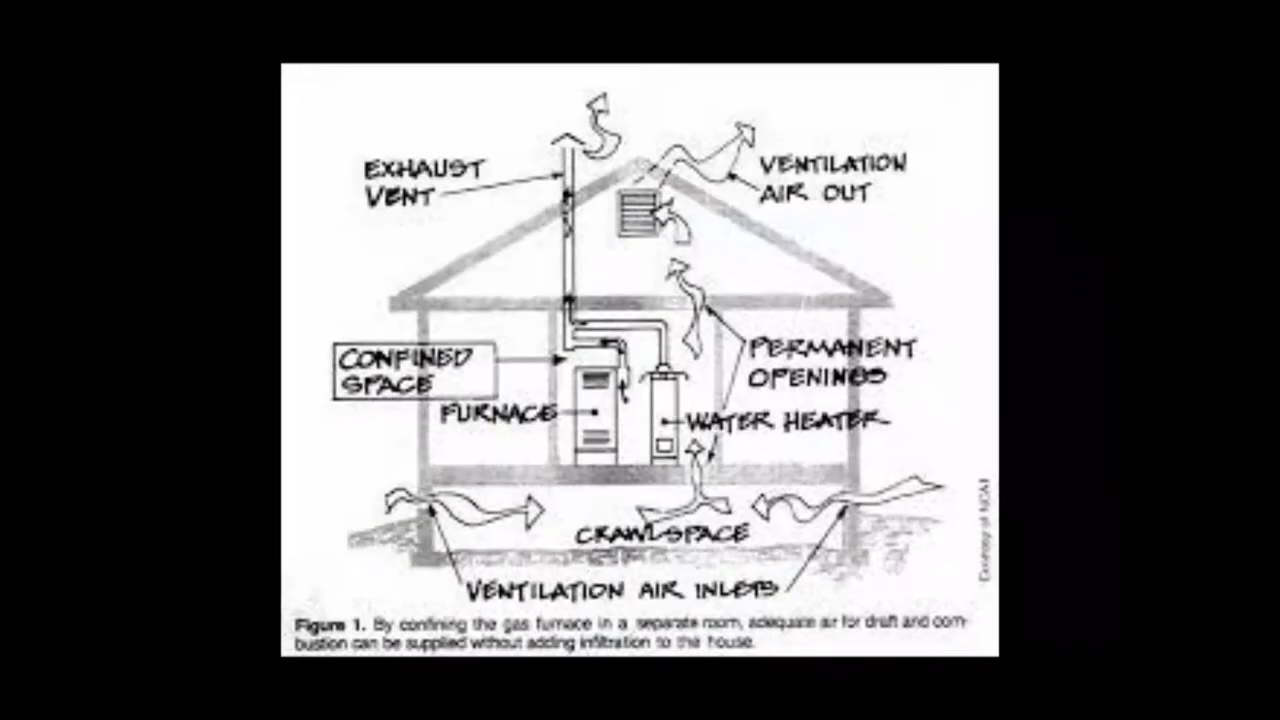 EXHAUST
VENT
VENTILATION
AIR OUT
CONFINED
SPACE
PERMANENT
OPENINGS
FURNACE
WATER HEATER
CRAWLSPACE
VENTILATION AIR INLETS
Courtesy of
Figure 1. By confining the gas furnace in a separate room, adequate air for draft and com-
bustion can be supplied without adding infiltration to the house.